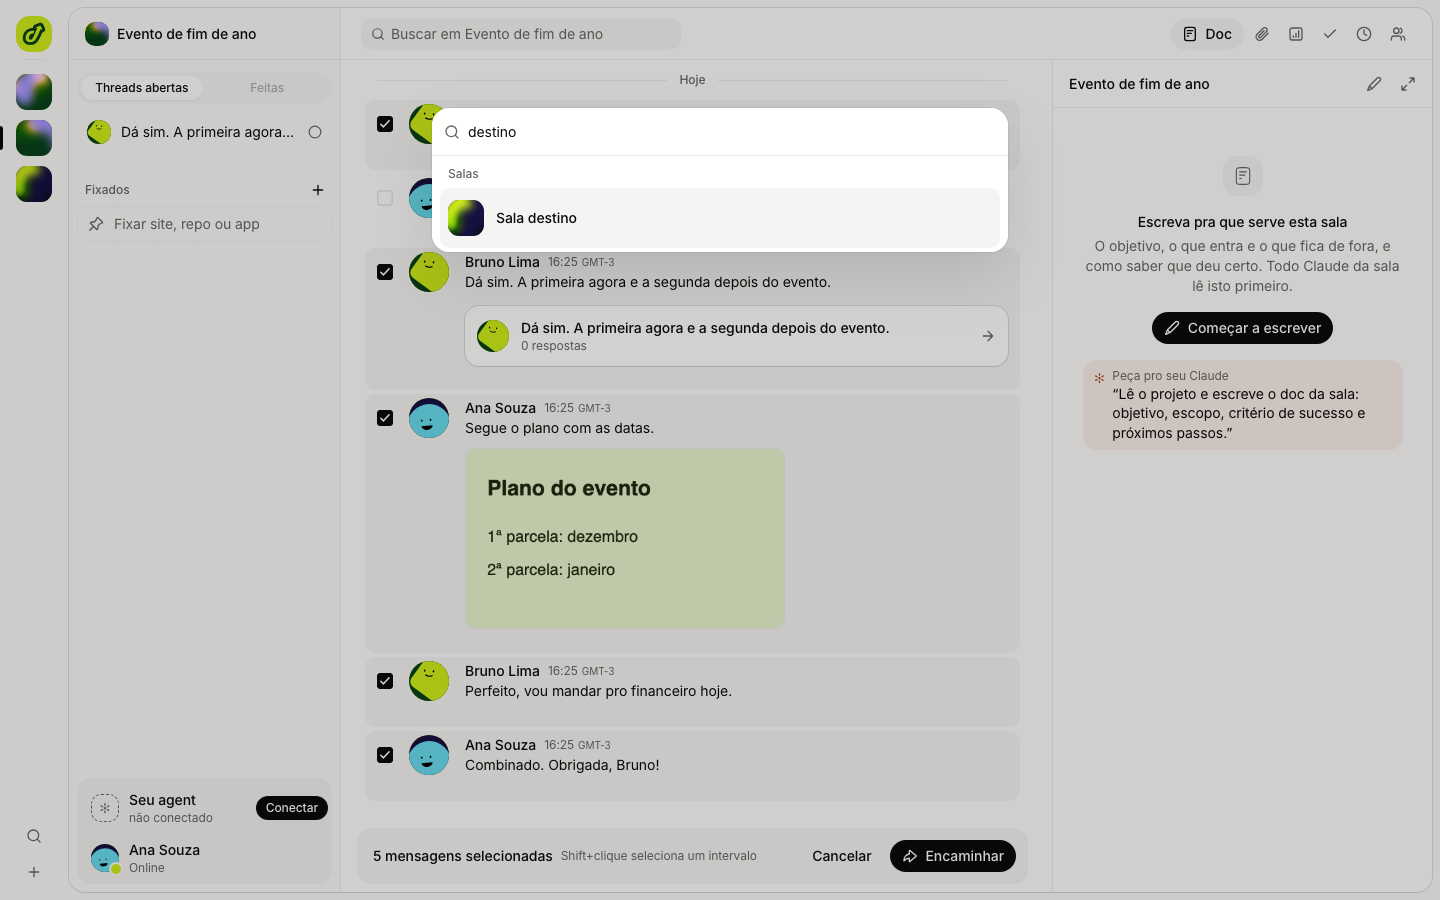 Evento de fim de ano
Buscar em Evento de fim de ano
Doc
Threads abertas
Feitas
Dá sim. A primeira agora...
Fixados
Fixar site, repo ou app
Seu agent
não conectado
Conectar
Ana Souza
Online
Hoje
destino
Salas
Sala destino
Bruno Lima 16:25 GMT-3
Dá sim. A primeira agora e a segunda depois do evento.
Dá sim. A primeira agora e a segunda depois do evento.
0 respostas
Ana Souza 16:25 GMT-3
Segue o plano com as datas.
Plano do evento
1ª parcela: dezembro
2ª parcela: janeiro
Bruno Lima 16:25 GMT-3
Perfeito, vou mandar pro financeiro hoje.
Ana Souza 16:25 GMT-3
Combinado. Obrigada, Bruno!
5 mensagens selecionadas Shift+clique seleciona um intervalo
Cancelar
Encaminhar
Evento de fim de ano
Escreva pra que serve esta sala
O objetivo, o que entra e o que fica de fora, e
como saber que deu certo. Todo Claude da sala
lê isto primeiro.
Começar a escrever
Peça pro seu Claude
“Lê o projeto e escreve o doc da sala:
objetivo, escopo, critério de sucesso e
próximos passos.”